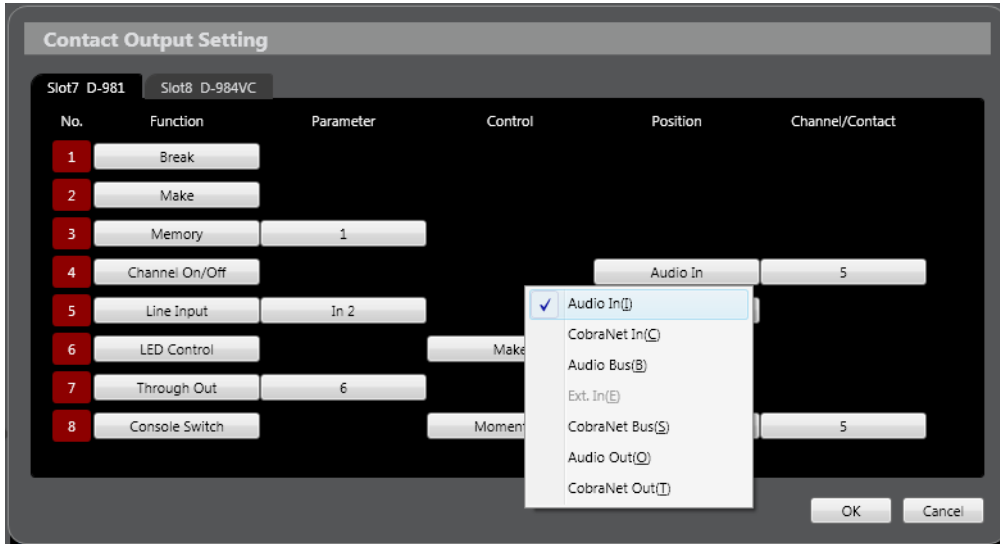 Contact Output Setting
Slot7 D-981 Slot8 D-984VC
No. Function Parameter Control Position Channel/Contact
1 Break
2 Make
3 Memory 1
4 Channel On/Off Audio In 5
5 Line Input In 2
6 LED Control Make
7 Through Out 6
8 Console Switch 5
Audio In(I)
CobraNet In(C)
Audio Bus(B)
Ext. In(E)
CobraNet Bus(S)
Audio Out(O)
CobraNet Out(T)
OK Cancel